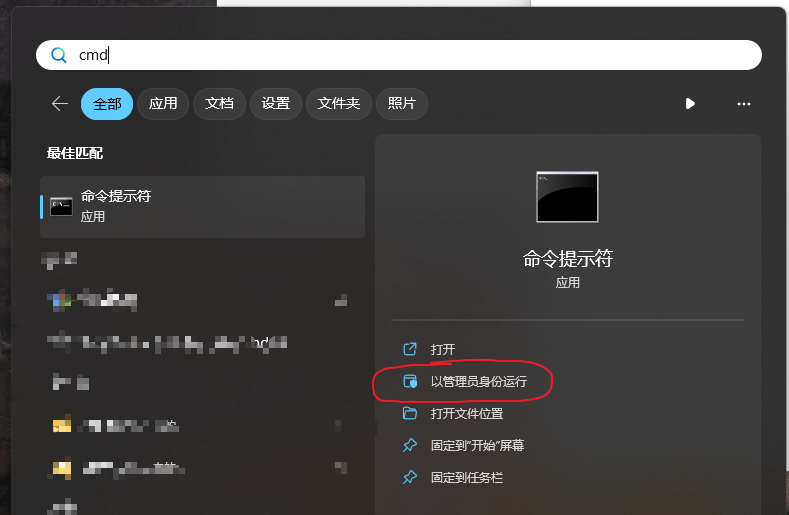 cmd
全部 应用 文档 设置 文件夹 照片
最佳匹配
命令提示符
应用
命令提示符
应用
打开
以管理员身份运行
打开文件位置
固定到"开始"屏幕
固定到任务栏